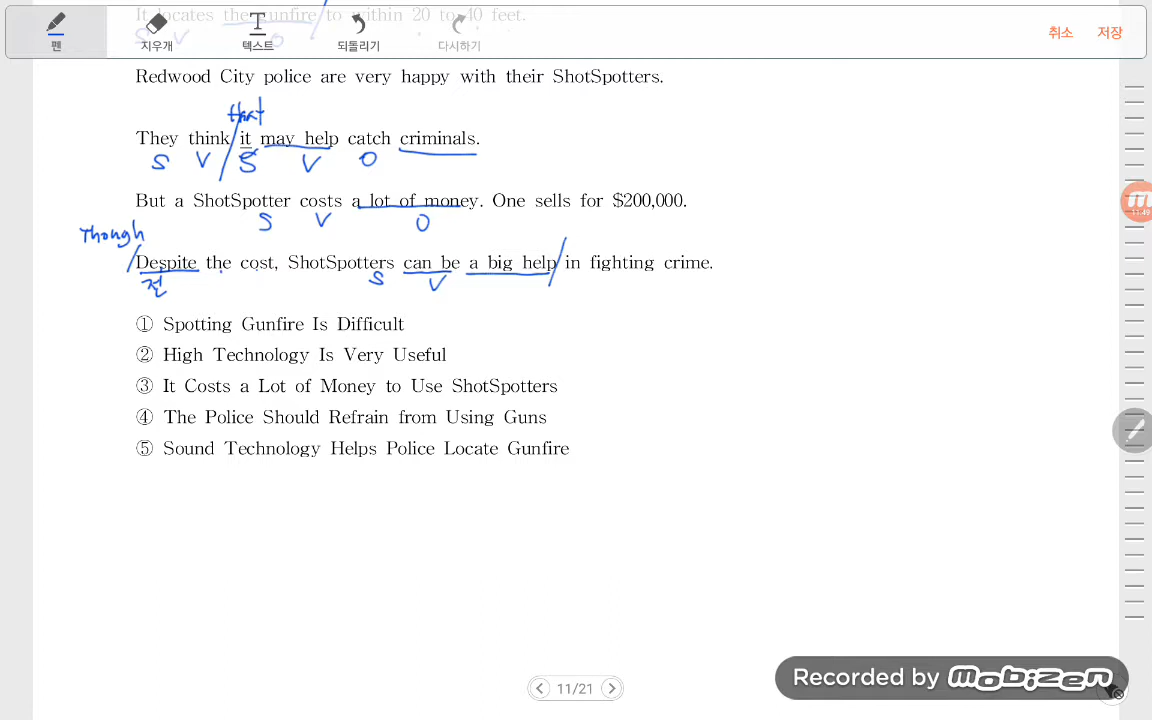 It locates the gunfire to within 20 to 40 feet.
S V O
펜 지우개 텍스트 되돌리기 다시하기 취소 저장
Redwood City police are very happy with their ShotSpotters.
that
They think it may help catch criminals.
S V S V O
11:49
But a ShotSpotter costs a lot of money. One sells for $200,000.
S V O
Though
Despite the cost, ShotSpotters can be a big help in fighting crime.
전 S V
① Spotting Gunfire Is Difficult
② High Technology Is Very Useful
③ It Costs a Lot of Money to Use ShotSpotters
④ The Police Should Refrain from Using Guns
⑤ Sound Technology Helps Police Locate Gunfire
11/21
Recorded by mobizen